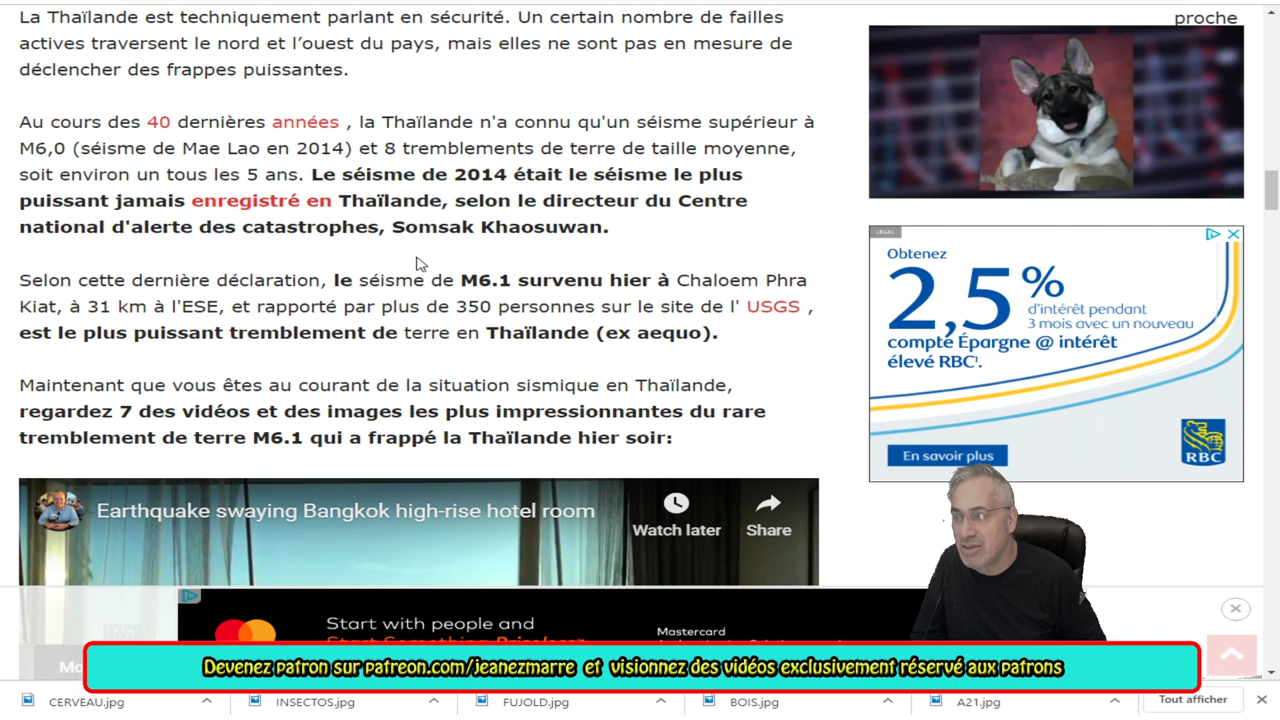 La Thaïlande est techniquement parlant en sécurité. Un certain nombre de failles
actives traversent le nord et l’ouest du pays, mais elles ne sont pas en mesure de
déclencher des frappes puissantes.
Au cours des 40 dernières années , la Thaïlande n'a connu qu'un séisme supérieur à
M6,0 (séisme de Mae Lao en 2014) et 8 tremblements de terre de taille moyenne,
soit environ un tous les 5 ans. Le séisme de 2014 était le séisme le plus
puissant jamais enregistré en Thaïlande, selon le directeur du Centre
national d'alerte des catastrophes, Somsak Khaosuwan.
Selon cette dernière déclaration, le séisme de M6.1 survenu hier à Chaloem Phra
Kiat, à 31 km à l'ESE, et rapporté par plus de 350 personnes sur le site de l' USGS ,
est le plus puissant tremblement de terre en Thaïlande (ex aequo).
Maintenant que vous êtes au courant de la situation sismique en Thaïlande,
regardez 7 des vidéos et des images les plus impressionnantes du rare
tremblement de terre M6.1 qui a frappé la Thaïlande hier soir:
Earthquake swaying Bangkok high-rise hotel room
Watch later
Share
proche
LEGAL
Obtenez
2,5 %
d'intérêt pendant
3 mois avec un nouveau
compte Épargne @ intérêt
élevé RBC¹.
En savoir plus
RBC
Start with people and
Start Something Priceless
Mastercard
Devenez patron sur patreon.com/jeanezmarre et visionnez des vidéos exclusivement réservé aux patrons
CERVEAU.jpg
INSECTOS.jpg
FUJOLD.jpg
BOIS.jpg
A21.jpg
Tout afficher